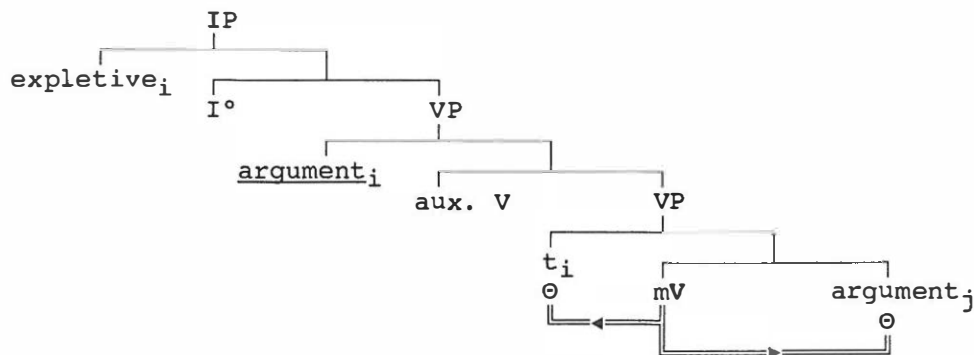 IP
expletive_i
I° VP
argument_i
aux. V VP
t_i
θ mV argument_j
θ